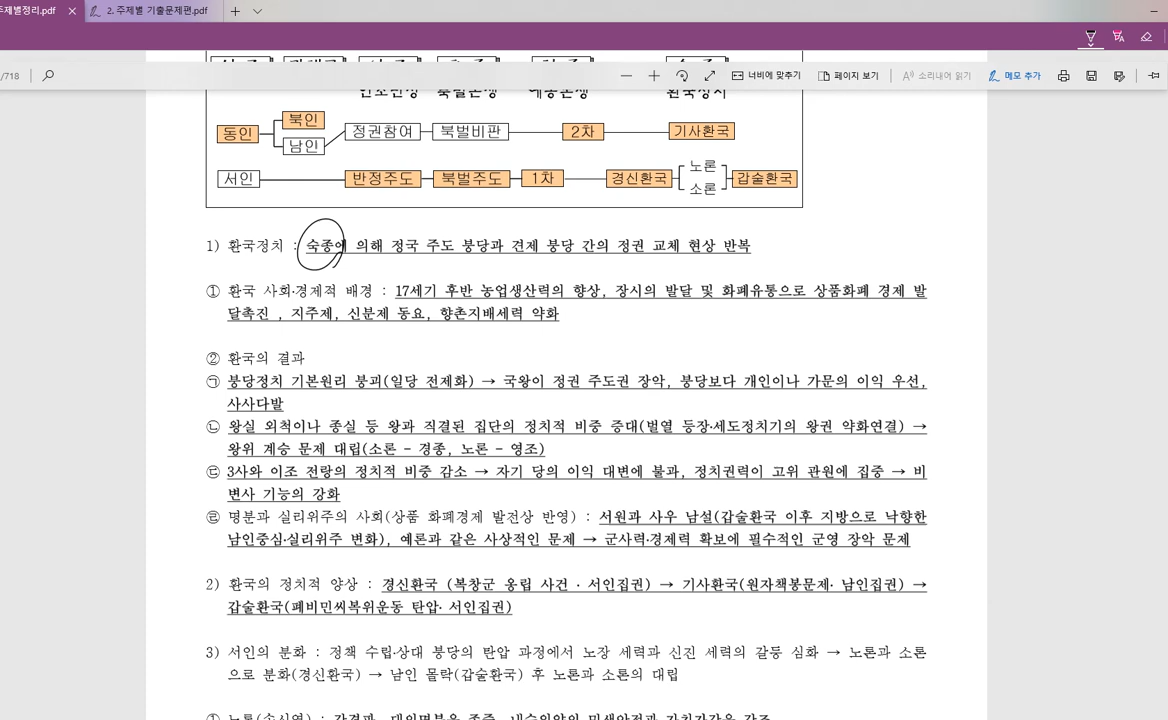 주제별정리.pdf
2. 주제별 기출문제편.pdf
/718
너비에 맞추기
페이지 보기
소리내어 읽기
메모 추가
북인
동인
남인
정권참여
북벌비판
2차
기사환국
서인
반정주도
북벌주도
1차
경신환국
노론
소론
갑술환국
1) 환국정치 : 숙종에 의해 정국 주도 붕당과 견제 붕당 간의 정권 교체 현상 반복
① 환국 사회·경제적 배경 : 17세기 후반 농업생산력의 향상, 장시의 발달 및 화폐유통으로 상품화폐 경제 발
달촉진 , 지주제, 신분제 동요, 향촌지배세력 약화
② 환국의 결과
㉠ 붕당정치 기본원리 붕괴(일당 전제화) → 국왕이 정권 주도권 장악, 붕당보다 개인이나 가문의 이익 우선,
사사다발
㉡ 왕실 외척이나 종실 등 왕과 직결된 집단의 정치적 비중 증대(벌열 등장·세도정치기의 왕권 약화연결) →
왕위 계승 문제 대립(소론 - 경종, 노론 - 영조)
㉢ 3사와 이조 전랑의 정치적 비중 감소 → 자기 당의 이익 대변에 불과, 정치권력이 고위 관원에 집중 → 비
변사 기능의 강화
㉣ 명분과 실리위주의 사회(상품 화폐경제 발전상 반영) : 서원과 사우 남설(갑술환국 이후 지방으로 낙향한
남인중심·실리위주 변화), 예론과 같은 사상적인 문제 → 군사력·경제력 확보에 필수적인 군영 장악 문제
2) 환국의 정치적 양상 : 경신환국 (복창군 옹립 사건 · 서인집권) → 기사환국(원자책봉문제· 남인집권) →
갑술환국(폐비민씨복위운동 탄압· 서인집권)
3) 서인의 분화 : 정책 수립·상대 붕당의 탄압 과정에서 노장 세력과 신진 세력의 갈등 심화 → 노론과 소론
으로 분화(경신환국) → 남인 몰락(갑술환국) 후 노론과 소론의 대립